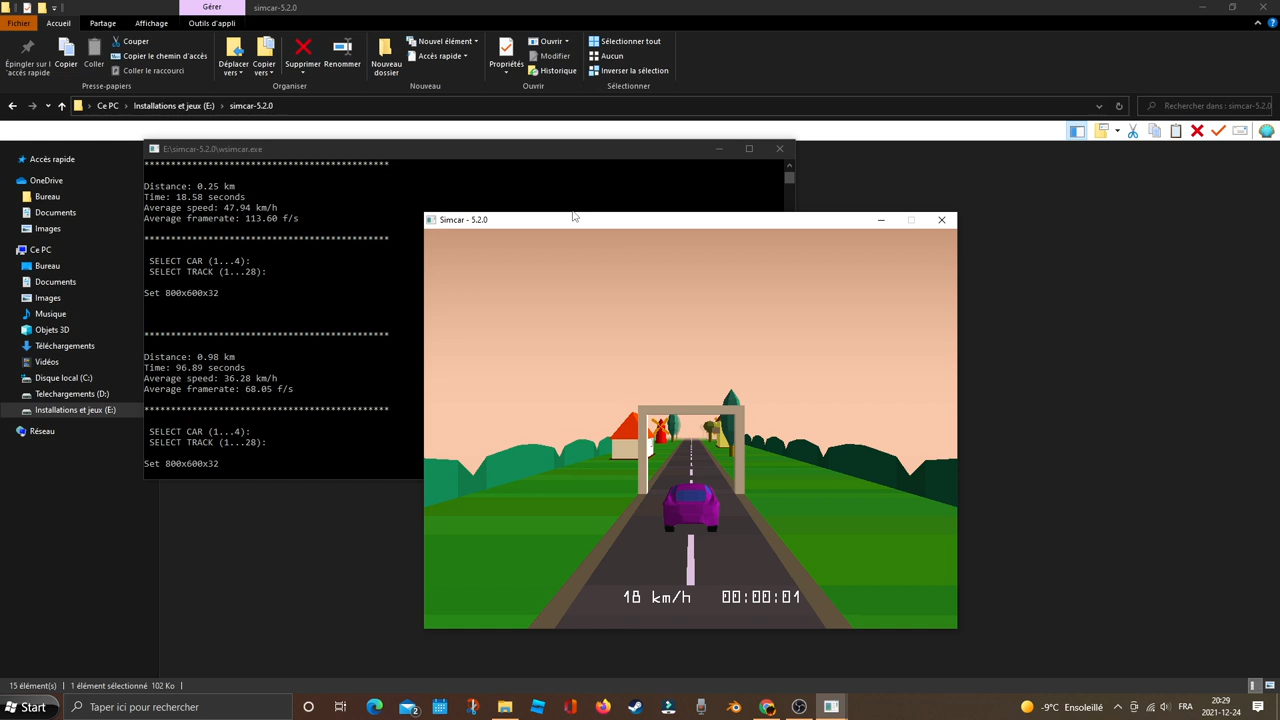 Gérer
simcar-5.2.0
Fichier
Accueil
Partage
Affichage
Outils d'appli
Épingler sur l'accès rapide
Copier
Coller
Couper
Copier le chemin d'accès
Coller le raccourci
Déplacer vers
Copier vers
Supprimer
Renommer
Nouveau dossier
Nouvel élément
Accès rapide
Propriétés
Ouvrir
Modifier
Historique
Sélectionner tout
Aucun
Inverser la sélection
Presse-papiers
Organiser
Nouveau
Ouvrir
Sélectionner
Ce PC
Installations et jeux (E:)
simcar-5.2.0
Rechercher dans : simcar-5.2.0
Accès rapide
OneDrive
Bureau
Documents
Images
Ce PC
Bureau
Documents
Images
Musique
Objets 3D
Téléchargements
Vidéos
Disque local (C:)
Telechargements (D:)
Installations et jeux (E:)
Réseau
E:\simcar-5.2.0\wsimcar.exe
***********************************************
Distance: 0.25 km
Time: 18.58 seconds
Average speed: 47.94 km/h
Average framerate: 113.60 f/s
***********************************************
SELECT CAR (1...4):
SELECT TRACK (1...28):
Set 800x600x32
***********************************************
Distance: 0.98 km
Time: 96.89 seconds
Average speed: 36.28 km/h
Average framerate: 68.05 f/s
***********************************************
SELECT CAR (1...4):
SELECT TRACK (1...28):
Set 800x600x32
Simcar - 5.2.0
18 km/h 00:00:01
15 élément(s)
1 élément sélectionné 102 Ko
Start
Taper ici pour rechercher
2
-9°C Ensoleillé
FRA
20:29
2021-12-24